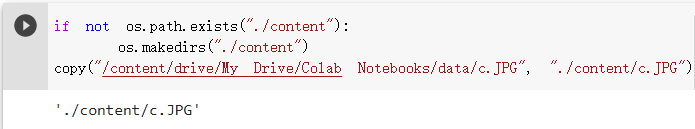 if not os.path.exists("./content"):
        os.makedirs("./content")
copy("/content/drive/My Drive/Colab Notebooks/data/c.JPG", "./content/c.JPG")
'./content/c.JPG'